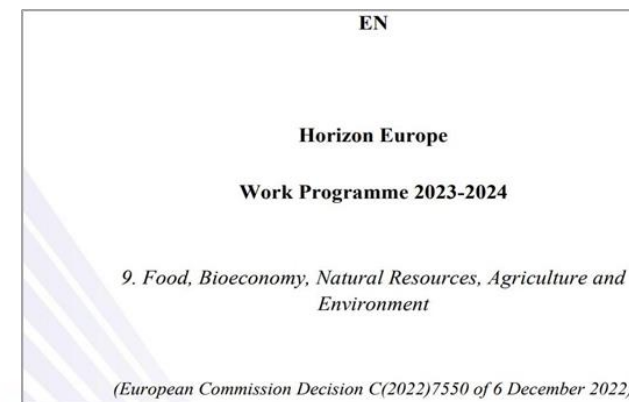 EN
Horizon Europe
Work Programme 2023-2024
9. Food, Bioeconomy, Natural Resources, Agriculture and
Environment
(European Commission Decision C(2022)7550 of 6 December 2022)